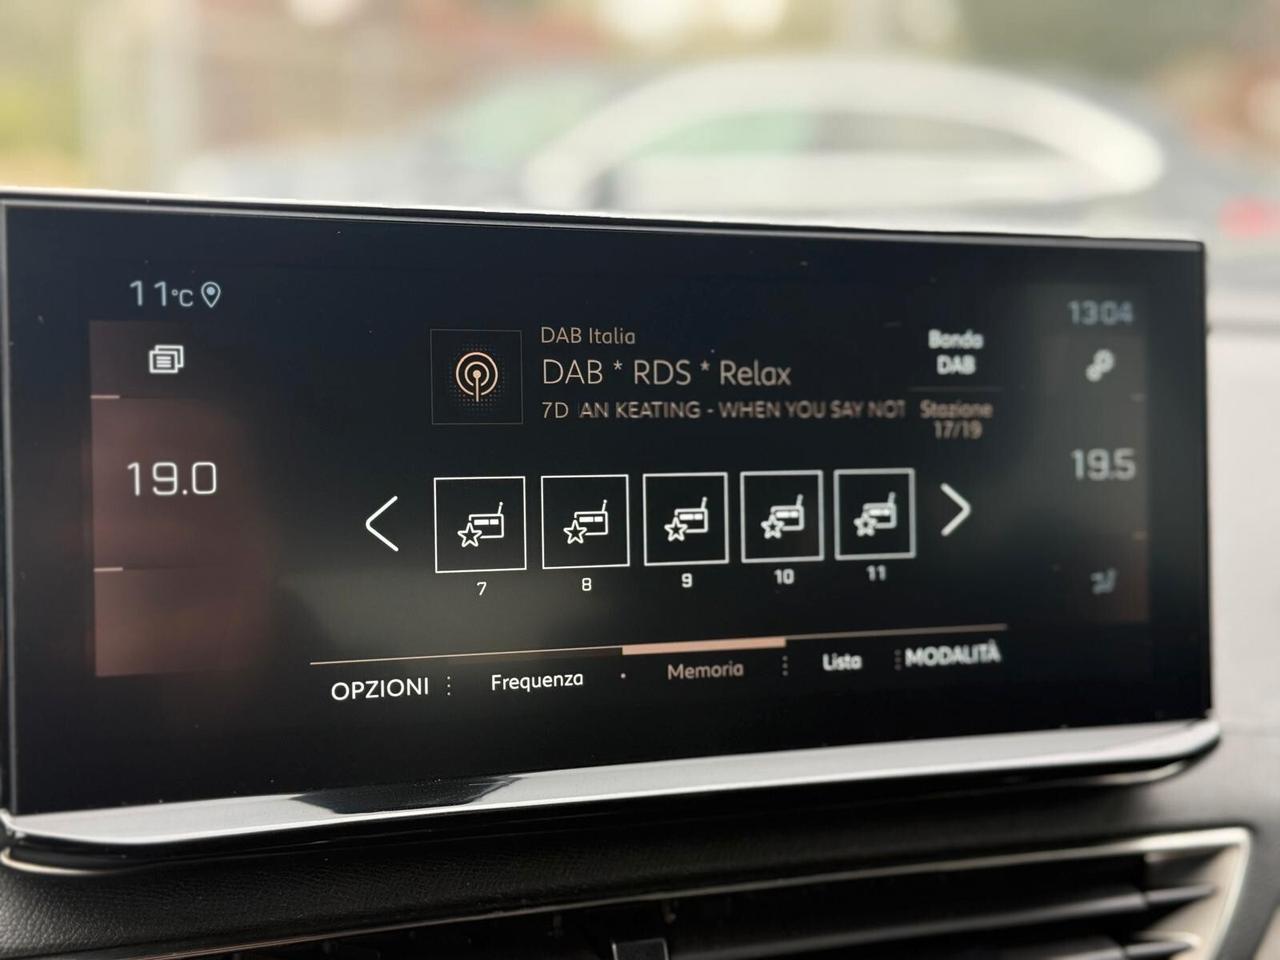 11°C
13:04
DAB Italia
DAB * RDS * Relax
7D AN KEATING - WHEN YOU SAY NOT
Banda
DAB
Stazione
17/19
19.0
19.5
7 8 9 10 11
OPZIONI Frequenza Memoria Lista MODALITÀ